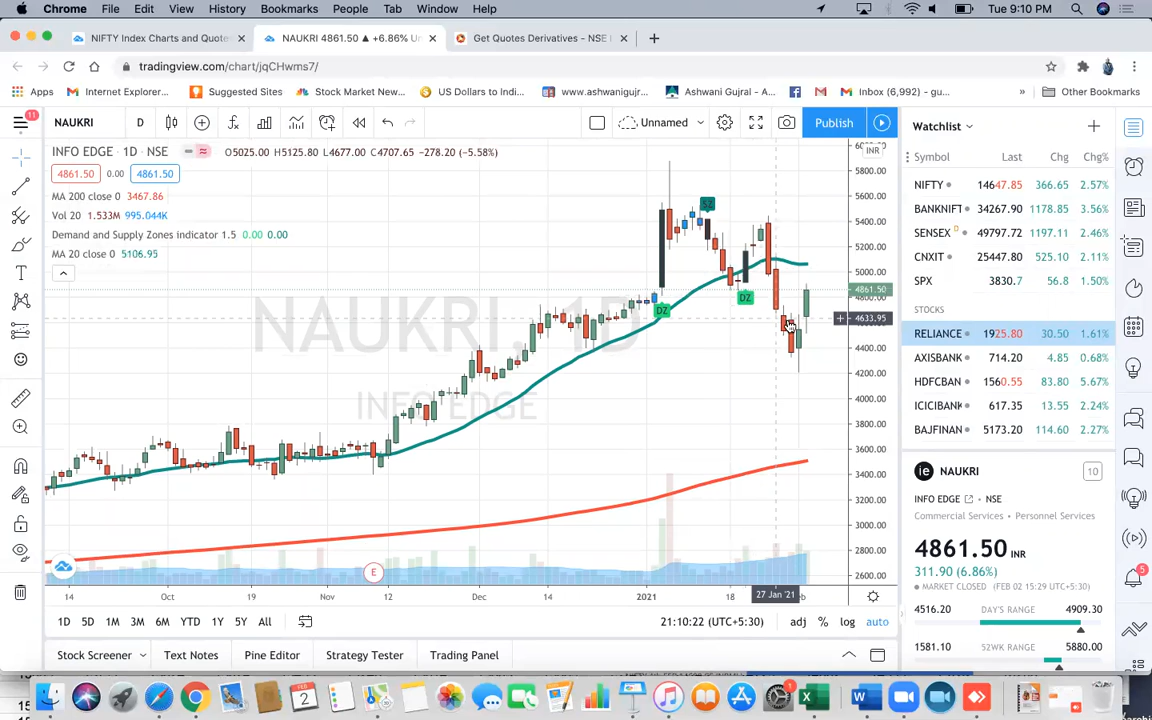 Chrome File Edit View History Bookmarks People Tab Window Help Tue 9:10 PM
NIFTY Index Charts and Quote NAUKRI 4861.50 ▲ +6.86% U Get Quotes Derivatives - NSE
tradingview.com/chart/jqCHwms7/
Apps Internet Explorer... Suggested Sites Stock Market New... US Dollars to Indi... www.ashwanigujr... Ashwani Gujral - A... Inbox (6,992) - gu... » Other Bookmarks
11 NAUKRI D Unnamed Publish
Watchlist
INFO EDGE · 1D · NSE O5025.00 H5125.80 L4677.00 C4707.65 -278.20 (-5.58%) INR
4861.50 0.00 4861.50
MA 200 close 0 3467.86
Vol 20 1.533M 995.044K
Demand and Supply Zones indicator 1.5 0.00 0.00
MA 20 close 0 5106.95
NAUKRI, 1D
INFO EDGE
SZ
DZ
DZ
E
5800.00
5600.00
5400.00
5200.00
5000.00
4861.50
4800.00
4633.95
4400.00
4200.00
4000.00
3800.00
3600.00
3400.00
3200.00
3000.00
2800.00
2600.00
14 Oct 16 Nov 17 Dec 14 2021 18 27 Jan '21
1D 5D 1M 3M 6M YTD 1Y 5Y All 21:10:22 (UTC+5:30) adj % log auto
Stock Screener Text Notes Pine Editor Strategy Tester Trading Panel
Symbol Last Chg Chg%
NIFTY 14647.85 366.65 2.57%
BANKNIFT 34267.90 1178.85 3.56%
SENSEX D 49797.72 1197.11 2.46%
CNXIT 25447.80 525.10 2.11%
SPX 3830.7 56.8 1.50%
STOCKS
RELIANCE 1925.80 30.50 1.61%
AXISBANK 714.20 4.85 0.68%
HDFCBAN 1560.55 83.80 5.67%
ICICIBANK 617.35 13.55 2.24%
BAJFINAN 5173.20 114.60 2.27%
ie NAUKRI 10
INFO EDGE · NSE
Commercial Services · Personnel Services
4861.50 INR
311.90 (6.86%)
MARKET CLOSED (FEB 02 15:29 UTC+5:30)
4516.20 DAY'S RANGE 4909.30
1581.10 52WK RANGE 5880.00
5
FEB
2
1